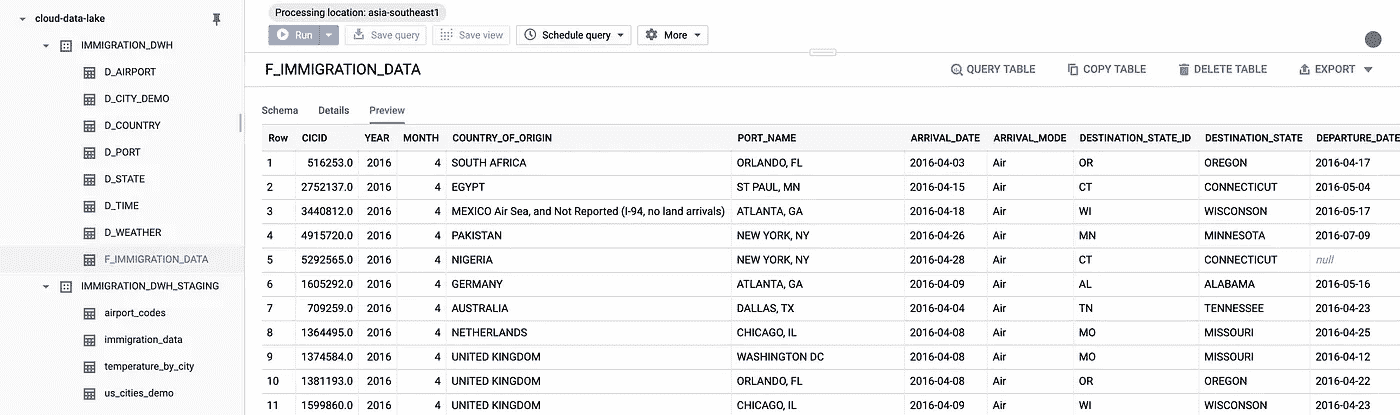 cloud-data-lake
IMMIGRATION_DWH
D_AIRPORT
D_CITY_DEMO
D_COUNTRY
D_PORT
D_STATE
D_TIME
D_WEATHER
F_IMMIGRATION_DATA
IMMIGRATION_DWH_STAGING
airport_codes
immigration_data
temperature_by_city
us_cities_demo
Processing location: asia-southeast1
Run Save query Save view Schedule query More
F_IMMIGRATION_DATA QUERY TABLE COPY TABLE DELETE TABLE EXPORT
Schema Details Preview
Row CICID YEAR MONTH COUNTRY_OF_ORIGIN PORT_NAME ARRIVAL_DATE ARRIVAL_MODE DESTINATION_STATE_ID DESTINATION_STATE DEPARTURE_DATE
1 516253.0 2016 4 SOUTH AFRICA ORLANDO, FL 2016-04-03 Air OR OREGON 2016-04-17
2 2752137.0 2016 4 EGYPT ST PAUL, MN 2016-04-15 Air CT CONNECTICUT 2016-05-04
3 3440812.0 2016 4 MEXICO Air Sea, and Not Reported (I-94, no land arrivals) ATLANTA, GA 2016-04-18 Air WI WISCONSON 2016-05-17
4 4915720.0 2016 4 PAKISTAN NEW YORK, NY 2016-04-26 Air MN MINNESOTA 2016-07-09
5 5292565.0 2016 4 NIGERIA NEW YORK, NY 2016-04-28 Air CT CONNECTICUT null
6 1605292.0 2016 4 GERMANY ATLANTA, GA 2016-04-09 Air AL ALABAMA 2016-05-16
7 709259.0 2016 4 AUSTRALIA DALLAS, TX 2016-04-04 Air TN TENNESSEE 2016-04-23
8 1364495.0 2016 4 NETHERLANDS CHICAGO, IL 2016-04-08 Air MO MISSOURI 2016-04-25
9 1374584.0 2016 4 UNITED KINGDOM WASHINGTON DC 2016-04-08 Air MO MISSOURI 2016-04-12
10 1381193.0 2016 4 UNITED KINGDOM ORLANDO, FL 2016-04-08 Air OR OREGON 2016-04-22
11 1599860.0 2016 4 UNITED KINGDOM CHICAGO, IL 2016-04-09 Air WI WISCONSON 2016-04-23